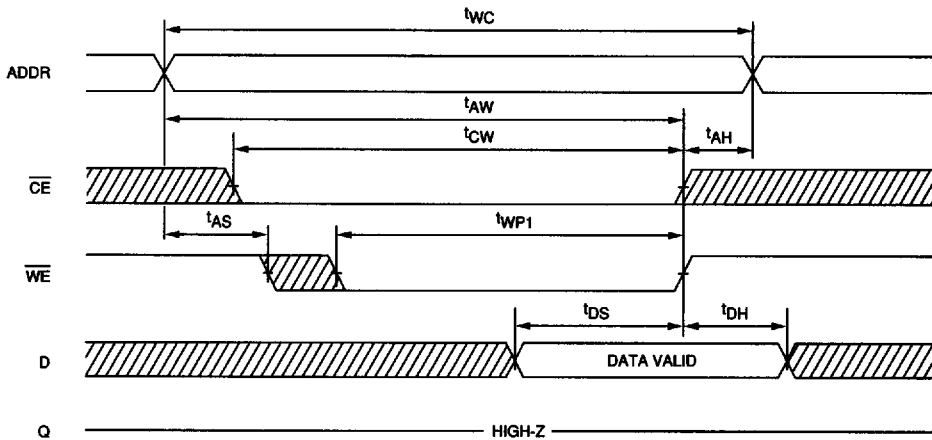 tWC
ADDR
tAW
tCW
tAH
CE
tAS
tWP1
WE
tDS
tDH
D
DATA VALID
Q
HIGH-Z